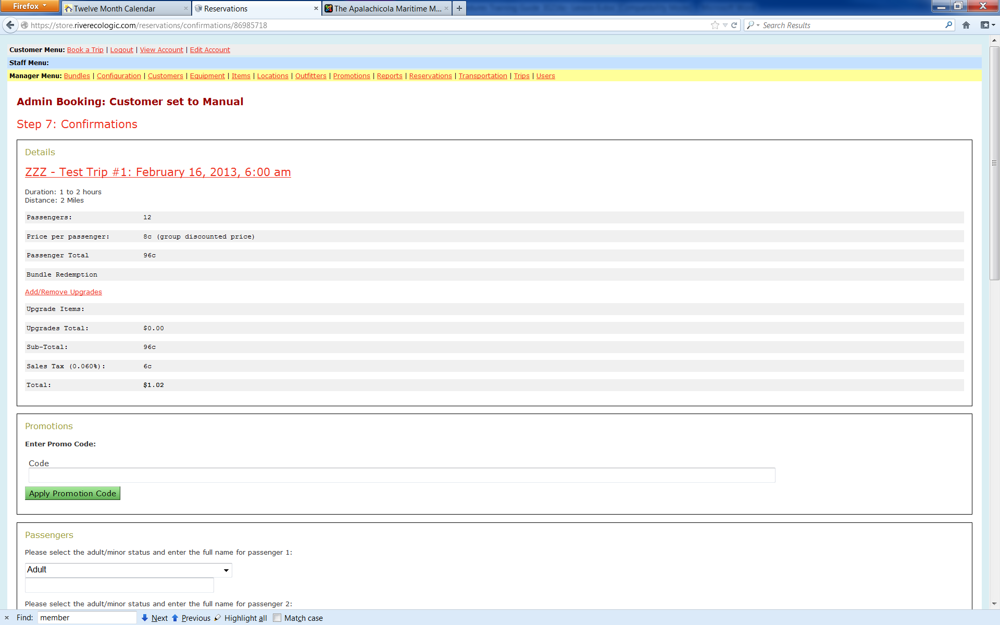 Firefox
Twelve Month Calendar
Reservations
The Apalachicola Maritime M...
https://store.riverecologic.com/reservations/confirmations/86985718
Search Results
Customer Menu: Book a Trip | Logout | View Account | Edit Account
Staff Menu:
Manager Menu: Bundles | Configuration | Customers | Equipment | Items | Locations | Outfitters | Promotions | Reports | Reservations | Transportation | Trips | Users
Admin Booking: Customer set to Manual
Step 7: Confirmations
Details
ZZZ - Test Trip #1: February 16, 2013, 6:00 am
Duration: 1 to 2 hours
Distance: 2 Miles
Passengers: 12
Price per passenger: 8c (group discounted price)
Passenger Total 96c
Bundle Redemption
Add/Remove Upgrades
Upgrade Items:
Upgrades Total: $0.00
Sub-Total: 96c
Sales Tax (0.060%): 6c
Total: $1.02
Promotions
Enter Promo Code:
Code
Apply Promotion Code
Passengers
Please select the adult/minor status and enter the full name for passenger 1:
Adult
Please select the adult/minor status and enter the full name for passenger 2:
× Find: member Next Previous Highlight all Match case